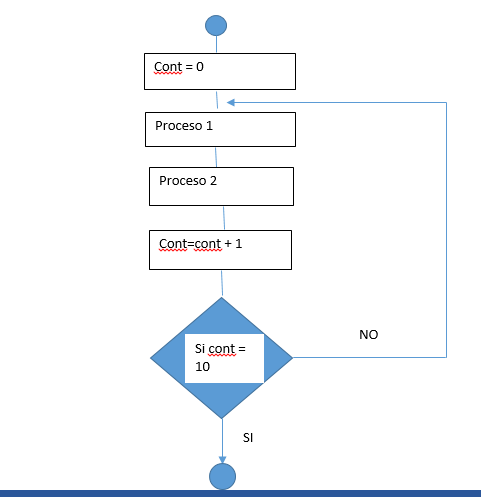 Cont = 0
Proceso 1
Proceso 2
Cont=cont + 1
Si cont =
10
NO
SI